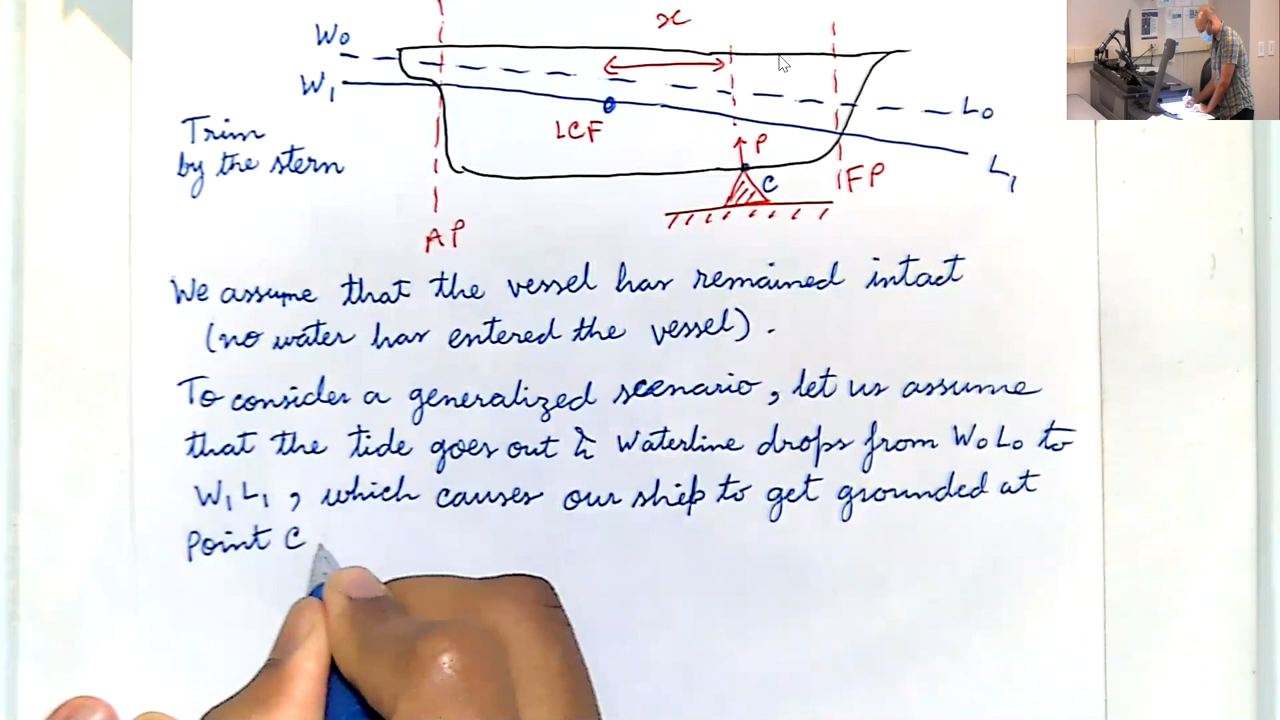 x
W0
W1
L0
L1
LCF
P
C
Trim
by the stern
AP
FP
We assume that the vessel has remained intact
(no water has entered the vessel).
To consider a generalized scenario, let us assume
that the tide goes out & Waterline drops from W0L0 to
W1L1, which causes our ship to get grounded at
Point C